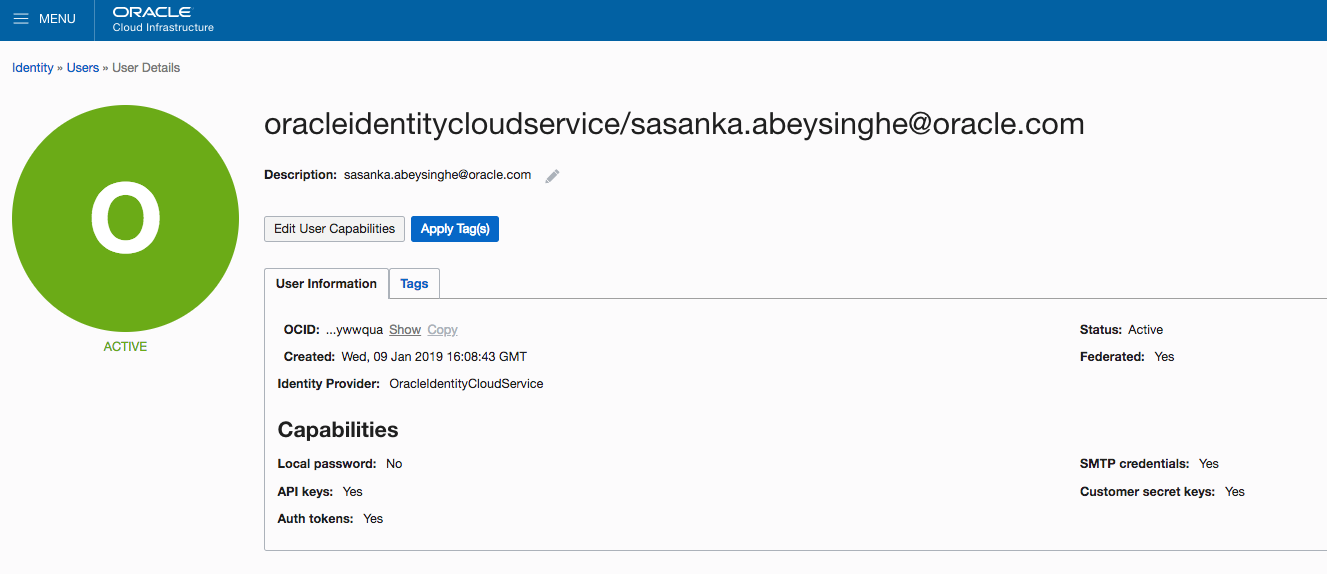 MENU
ORACLE
Cloud Infrastructure
Identity » Users » User Details
O
ACTIVE
oracleidentitycloudservice/sasanka.abeysinghe@oracle.com
Description: sasanka.abeysinghe@oracle.com
Edit User Capabilities Apply Tag(s)
User Information Tags
OCID: ...ywwqua Show Copy
Status: Active
Created: Wed, 09 Jan 2019 16:08:43 GMT
Federated: Yes
Identity Provider: OracleIdentityCloudService
Capabilities
Local password: No
SMTP credentials: Yes
API keys: Yes
Customer secret keys: Yes
Auth tokens: Yes